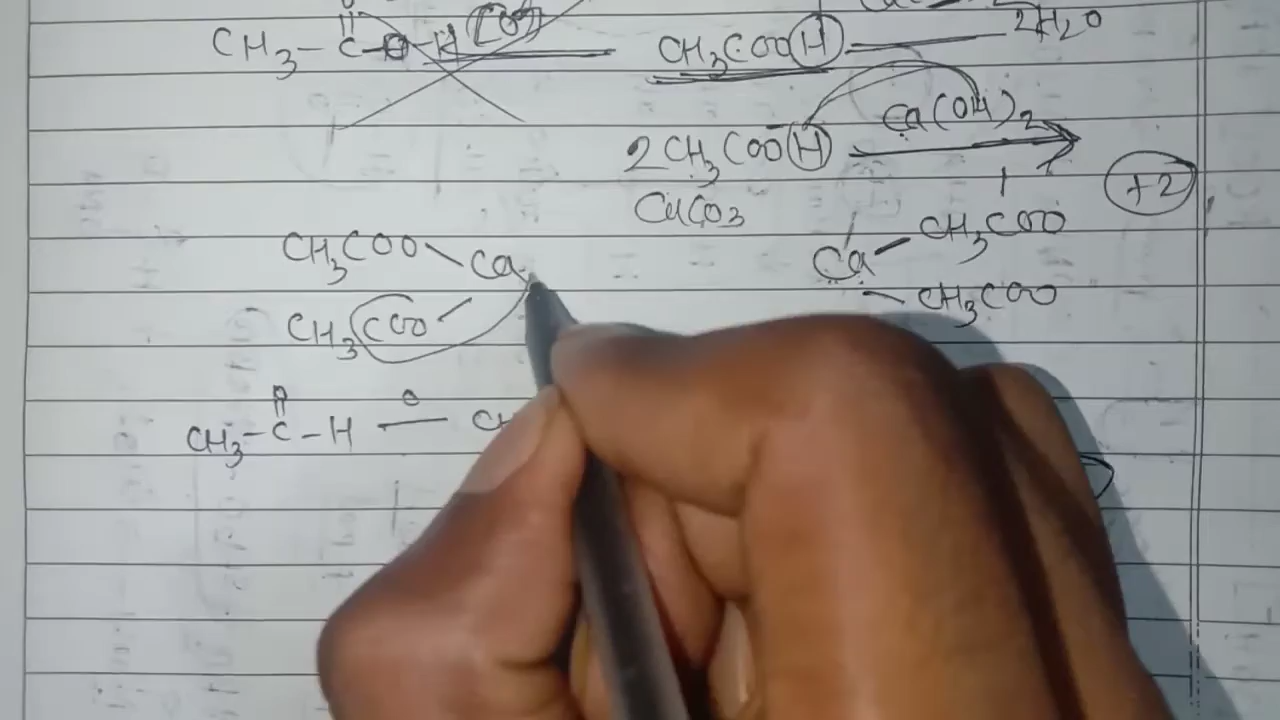 O
CH3-C-O-H
CH3COOH
2H2O
2CH3COOH Ca(OH)2
+2
CaCO3
CH3COO Ca
CH3COO
Ca CH3COO
CH3COO
O
CH3-C-H